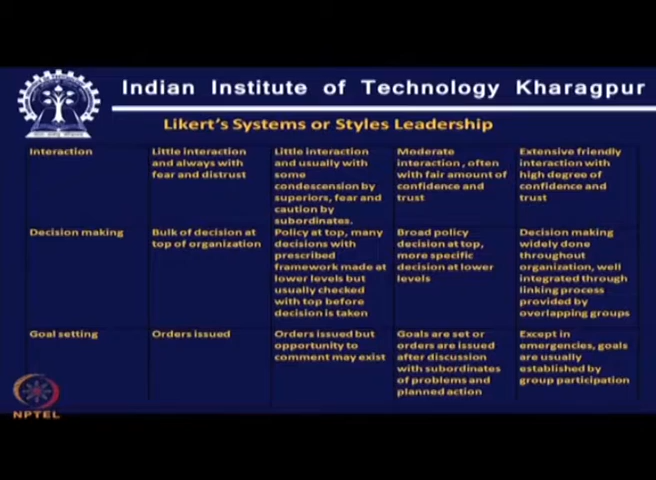 Indian Institute of Technology Kharagpur
Likert's Systems or Styles Leadership
Interaction
Little interaction
and always with
fear and distrust
Little interaction
and usually with
some
condescension by
superiors, fear and
caution by
subordinates.
Moderate
interaction , often
with fair amount of
confidence and
trust
Extensive friendly
interaction with
high degree of
confidence and
trust
Decision making
Bulk of decision at
top of organization
Policy at top, many
decisions with
prescribed
framework made at
lower levels but
usually checked
with top before
decision is taken
Broad policy
decision at top,
more specific
decision at lower
levels
Decision making
widely done
throughout
organization, well
integrated through
linking process
provided by
overlapping groups
Goal setting
Orders issued
Orders issued but
opportunity to
comment may exist
Goals are set or
orders are issued
after discussion
with subordinates
of problems and
planned action
Except in
emergencies, goals
are usually
established by
group participation
NPTEL